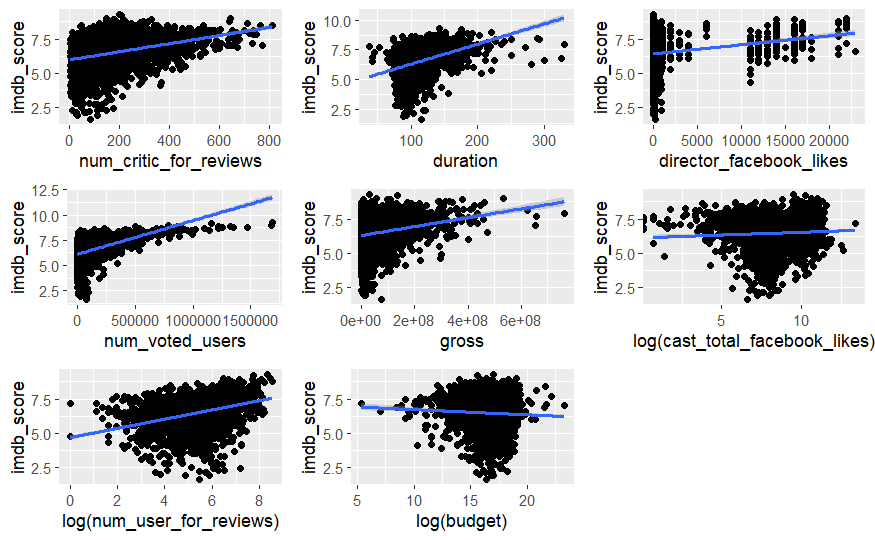 imdb_score
7.5
5.0
2.5
0 200 400 600 800
num_critic_for_reviews
imdb_score
10.0
7.5
5.0
2.5
100 200 300
duration
imdb_score
7.5
5.0
2.5
0 5000 10000 15000 20000
director_facebook_likes
imdb_score
12.5
10.0
7.5
5.0
2.5
0 500000 1000000 1500000
num_voted_users
imdb_score
7.5
5.0
2.5
0e+00 2e+08 4e+08 6e+08
gross
imdb_score
7.5
5.0
2.5
5 10
log(cast_total_facebook_likes)
imdb_score
7.5
5.0
2.5
0 2 4 6 8
log(num_user_for_reviews)
imdb_score
7.5
5.0
2.5
5 10 15 20
log(budget)